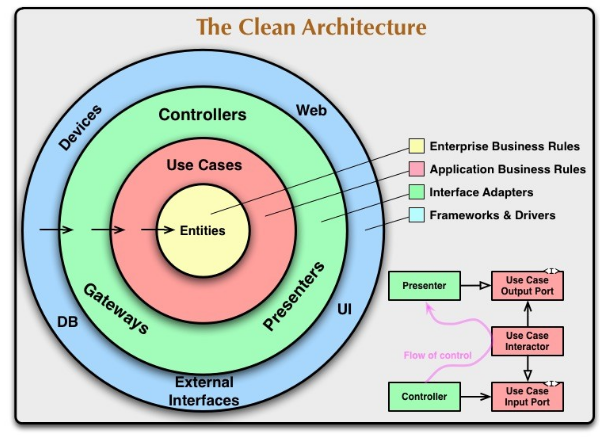 The Clean Architecture
Devices
Web
Controllers
Use Cases
Entities
Gateways
Presenters
DB
UI
External
Interfaces
Enterprise Business Rules
Application Business Rules
Interface Adapters
Frameworks & Drivers
Presenter
Use Case
Output Port
<I>
Flow of control
Use Case
Interactor
Controller
Use Case
Input Port
<I>